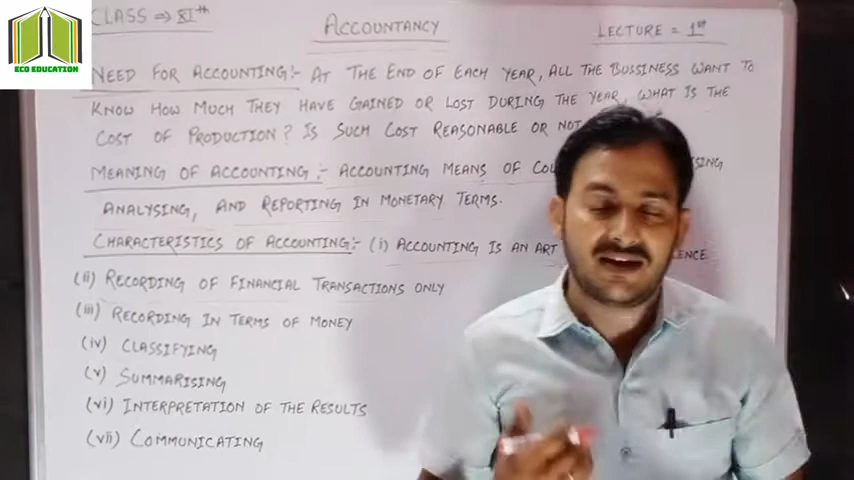 ECO EDUCATION
CLASS ⇒ XIth
ACCOUNTANCY
LECTURE = 1st
NEED FOR ACCOUNTING:- AT THE END OF EACH YEAR, ALL THE BUSSINESS WANT TO
KNOW HOW MUCH THEY HAVE GAINED OR LOST DURING THE YEAR, WHAT IS THE
COST OF PRODUCTION? IS SUCH COST REASONABLE OR NOT
MEANING OF ACCOUNTING:- ACCOUNTING MEANS OF
ANALYSING, AND REPORTING IN MONETARY TERMS.
CHARACTERISTICS OF ACCOUNTING:- (i) ACCOUNTING IS AN ART
(ii) RECORDING OF FINANCIAL TRANSACTIONS ONLY
(iii) RECORDING IN TERMS OF MONEY
(iv) CLASSIFYING
(v) SUMMARISING
(vi) INTERPRETATION OF THE RESULTS
(vii) COMMUNICATING